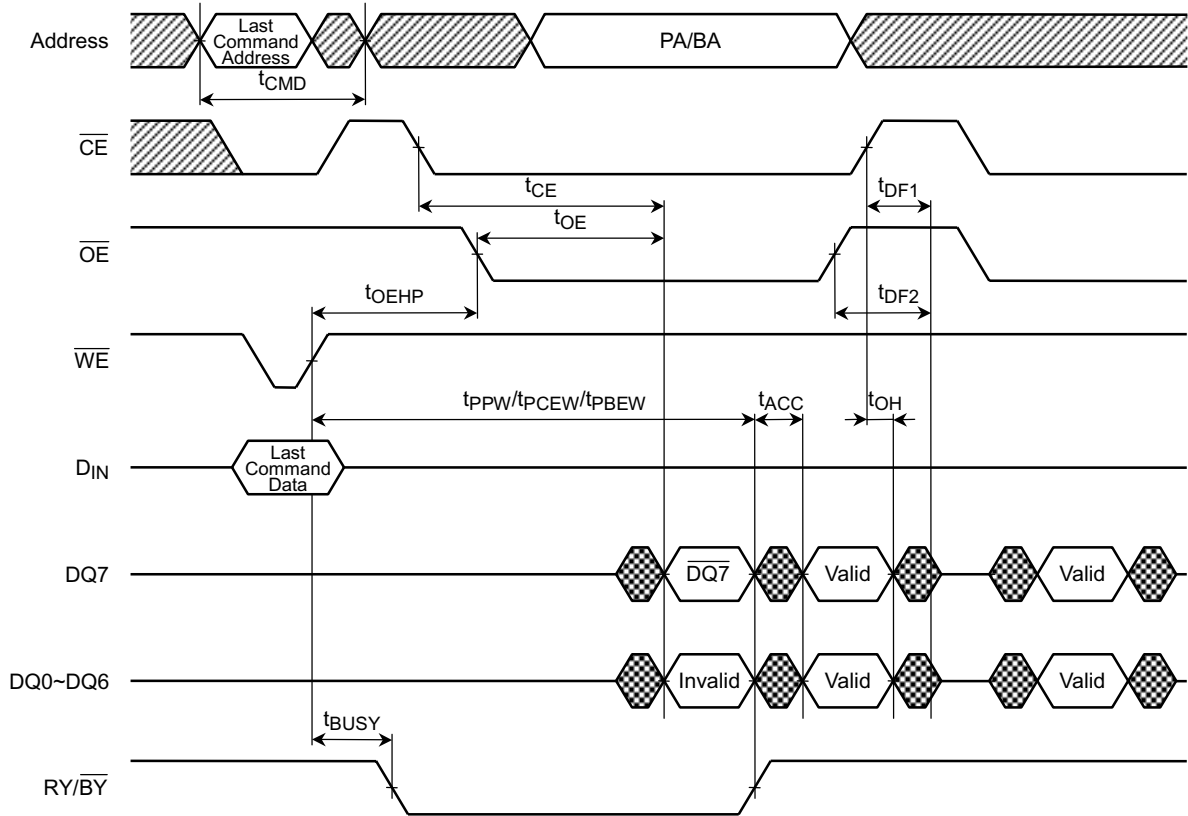 Address
Last
Command
Address
PA/BA
tCMD
CE
tCE
tDF1
tOE
OE
tOEHP
tDF2
WE
tPPW/tPCEW/tPBEW
tACC
tOH
DIN
Last
Command
Data
DQ7
DQ7
Valid
Valid
DQ0~DQ6
Invalid
Valid
Valid
tBUSY
RY/BY